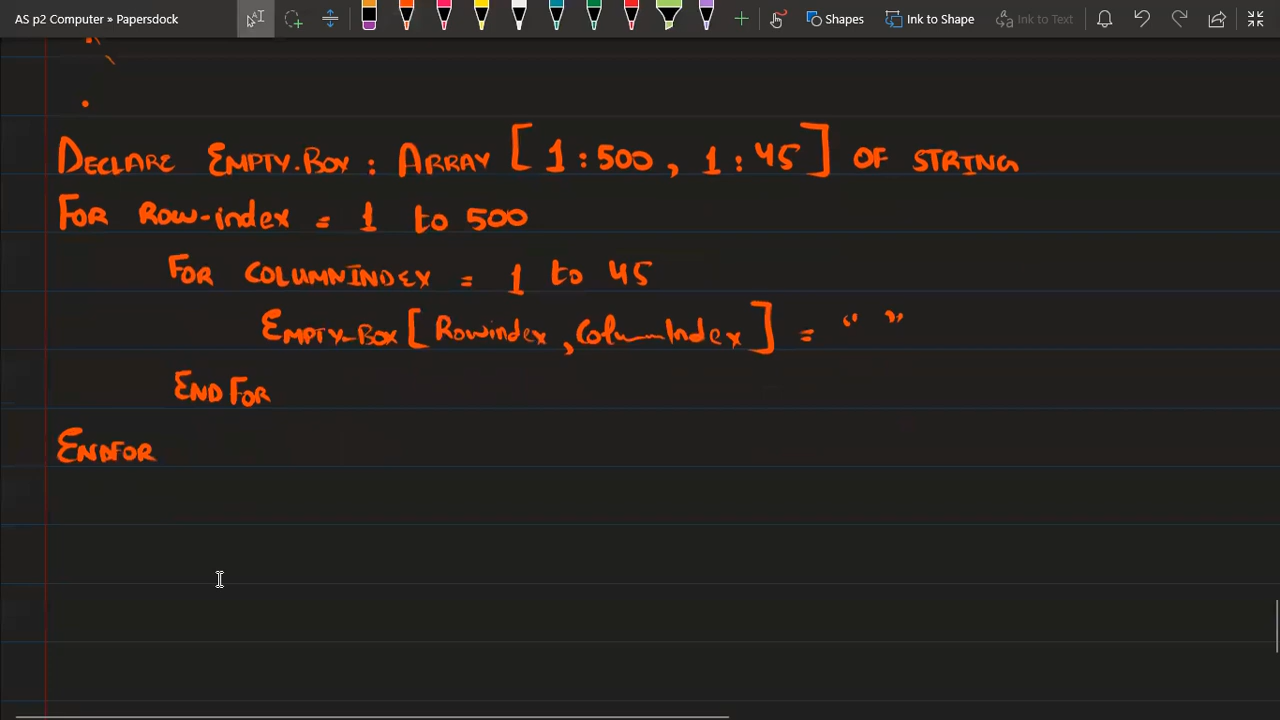 AS p2 Computer » Papersdock
Shapes Ink to Shape Ink to Text
DECLARE EMPTY.BOX : ARRAY [ 1 : 500 , 1 : 45 ] OF STRING
FOR ROW-index = 1 to 500
FOR COLUMNINDEX = 1 to 45
EMPTY-BOX [ Rowindex , ColumnIndex ] = “ ”
END FOR
ENDFOR